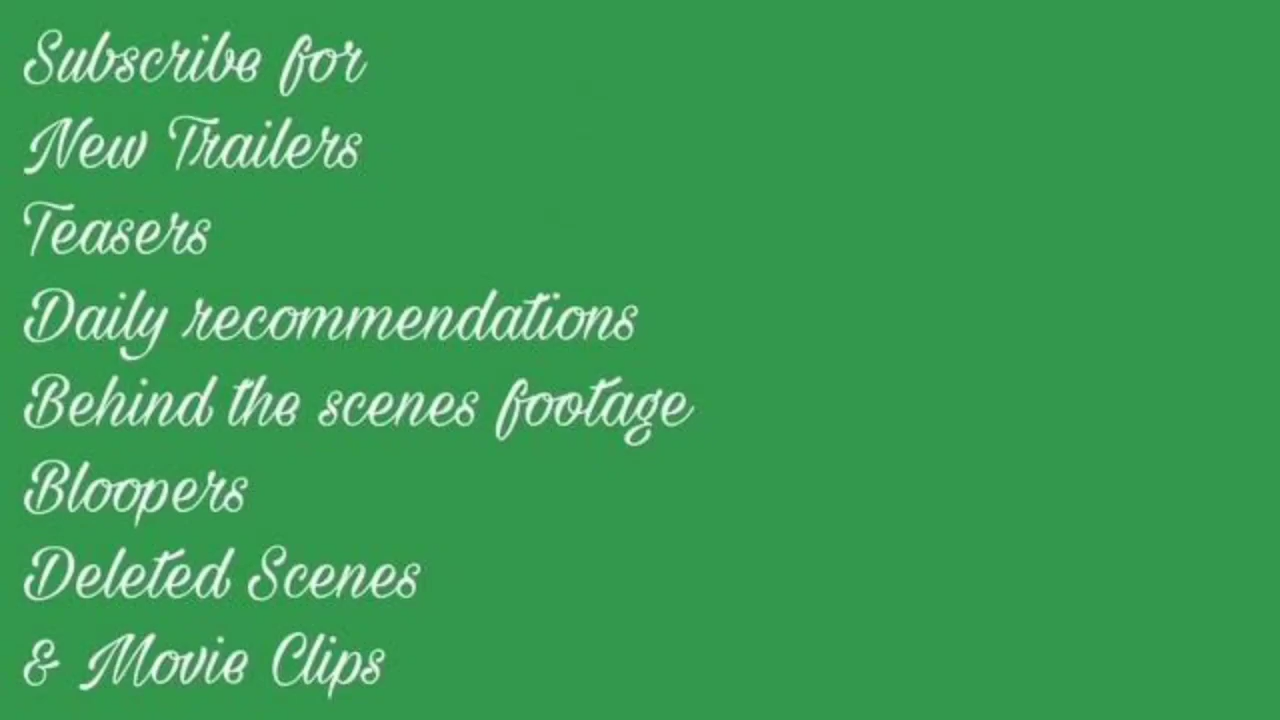 Subscribe for
New Trailers
Teasers
Daily recommendations
Behind the scenes footage
Bloopers
Deleted Scenes
& Movie Clips